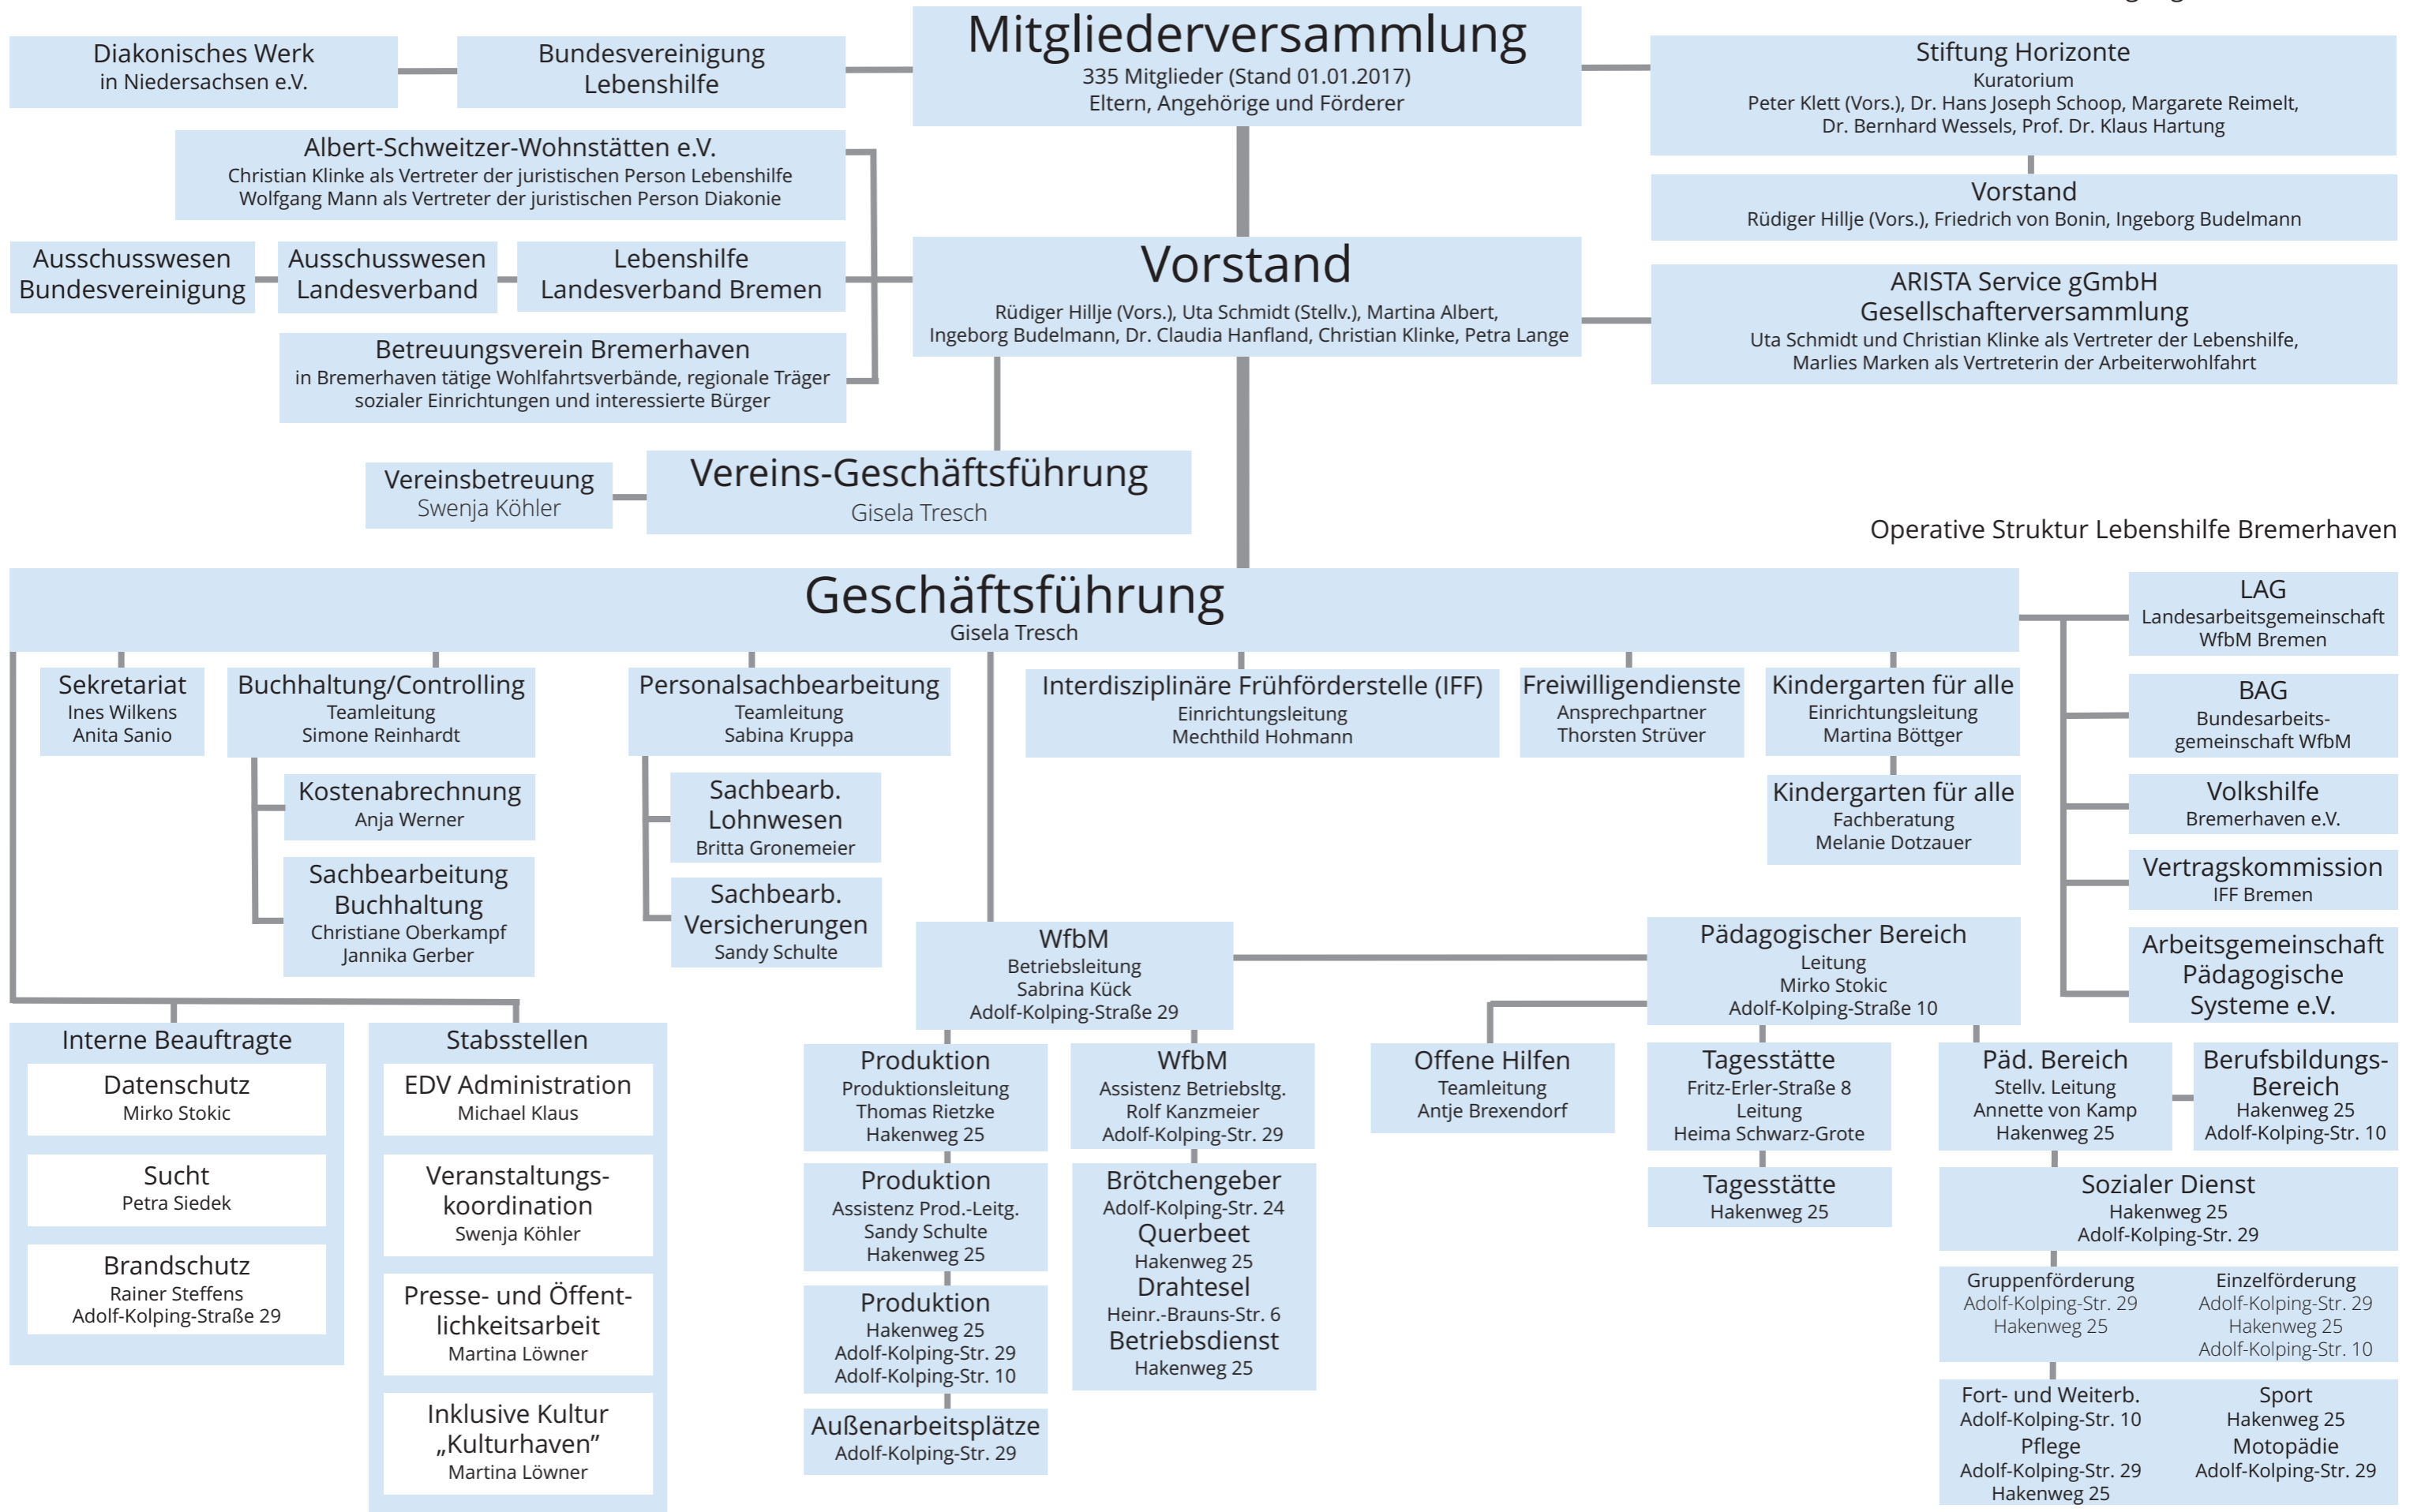 Mitgliederversammlung
335 Mitglieder (Stand 01.01.2017)
Eltern, Angehörige und Förderer
Diakonisches Werk
in Niedersachsen e.V.
Bundesvereinigung
Lebenshilfe
Stiftung Horizonte
Kuratorium
Peter Klett (Vors.), Dr. Hans Joseph Schoop, Margarete Reimelt,
Dr. Bernhard Wessels, Prof. Dr. Klaus Hartung
Albert-Schweitzer-Wohnstätten e.V.
Christian Klinke als Vertreter der juristischen Person Lebenshilfe
Wolfgang Mann als Vertreter der juristischen Person Diakonie
Vorstand
Rüdiger Hillje (Vors.), Friedrich von Bonin, Ingeborg Budelmann
Ausschusswesen
Bundesvereinigung
Ausschusswesen
Landesverband
Lebenshilfe
Landesverband Bremen
Vorstand
Rüdiger Hillje (Vors.), Uta Schmidt (Stellv.), Martina Albert,
Ingeborg Budelmann, Dr. Claudia Hanfland, Christian Klinke, Petra Lange
ARISTA Service gGmbH
Gesellschafterversammlung
Uta Schmidt und Christian Klinke als Vertreter der Lebenshilfe,
Marlies Marken als Vertreterin der Arbeiterwohlfahrt
Betreuungsverein Bremerhaven
in Bremerhaven tätige Wohlfahrtsverbände, regionale Träger
sozialer Einrichtungen und interessierte Bürger
Vereinsbetreuung
Swenja Köhler
Vereins-Geschäftsführung
Gisela Tresch
Operative Struktur Lebenshilfe Bremerhaven
Geschäftsführung
Gisela Tresch
LAG
Landesarbeitsgemeinschaft
WfbM Bremen
BAG
Bundesarbeits-
gemeinschaft WfbM
Volkshilfe
Bremerhaven e.V.
Vertragskommission
IFF Bremen
Arbeitsgemeinschaft
Pädagogische
Systeme e.V.
Sekretariat
Ines Wilkens
Anita Sanio
Buchhaltung/Controlling
Teamleitung
Simone Reinhardt
Kostenabrechnung
Anja Werner
Sachbearbeitung
Buchhaltung
Christiane Oberkampf
Jannika Gerber
Personalsachbearbeitung
Teamleitung
Sabina Kruppa
Sachbearb.
Lohnwesen
Britta Gronemeier
Sachbearb.
Versicherungen
Sandy Schulte
Interdisziplinäre Frühförderstelle (IFF)
Einrichtungsleitung
Mechthild Hohmann
Freiwilligendienste
Ansprechpartner
Thorsten Strüver
Kindergarten für alle
Einrichtungsleitung
Martina Böttger
Kindergarten für alle
Fachberatung
Melanie Dotzauer
WfbM
Betriebsleitung
Sabrina Kück
Adolf-Kolping-Straße 29
Pädagogischer Bereich
Leitung
Mirko Stokic
Adolf-Kolping-Straße 10
Interne Beauftragte
Datenschutz
Mirko Stokic
Sucht
Petra Siedek
Brandschutz
Rainer Steffens
Adolf-Kolping-Straße 29
Stabsstellen
EDV Administration
Michael Klaus
Veranstaltungs-
koordination
Swenja Köhler
Presse- und Öffent-
lichkeitsarbeit
Martina Löwner
Inklusive Kultur
„Kulturhaven”
Martina Löwner
Produktion
Produktionsleitung
Thomas Rietzke
Hakenweg 25
Produktion
Assistenz Prod.-Leitg.
Sandy Schulte
Hakenweg 25
Produktion
Hakenweg 25
Adolf-Kolping-Str. 29
Adolf-Kolping-Str. 10
Außenarbeitsplätze
Adolf-Kolping-Str. 29
WfbM
Assistenz Betriebsltg.
Rolf Kanzmeier
Adolf-Kolping-Str. 29
Brötchengeber
Adolf-Kolping-Str. 24
Querbeet
Hakenweg 25
Drahtesel
Heinr.-Brauns-Str. 6
Betriebsdienst
Hakenweg 25
Offene Hilfen
Teamleitung
Antje Brexendorf
Tagesstätte
Fritz-Erler-Straße 8
Leitung
Heima Schwarz-Grote
Tagesstätte
Hakenweg 25
Päd. Bereich
Stellv. Leitung
Annette von Kamp
Hakenweg 25
Berufsbildungs-
Bereich
Hakenweg 25
Adolf-Kolping-Str. 10
Sozialer Dienst
Hakenweg 25
Adolf-Kolping-Str. 29
Gruppenförderung
Adolf-Kolping-Str. 29
Hakenweg 25
Einzelförderung
Adolf-Kolping-Str. 29
Hakenweg 25
Adolf-Kolping-Str. 10
Fort- und Weiterb.
Adolf-Kolping-Str. 10
Pflege
Adolf-Kolping-Str. 29
Hakenweg 25
Sport
Hakenweg 25
Motopädie
Adolf-Kolping-Str. 29